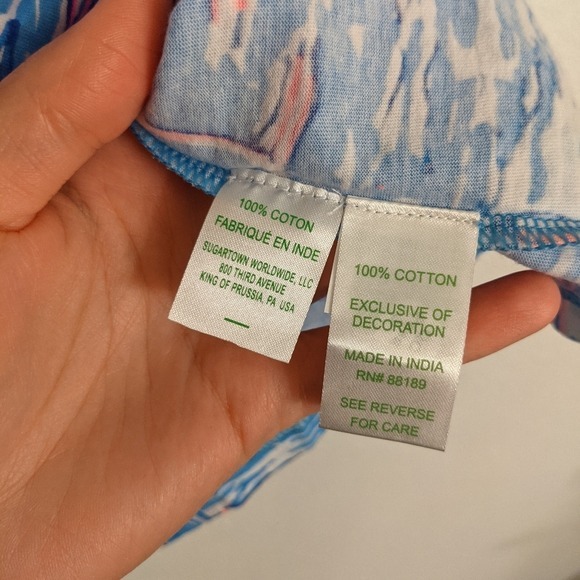 100% COTON
FABRIQUÉ EN INDE
SUGARTOWN WORLDWIDE, LLC
800 THIRD AVENUE
KING OF PRUSSIA, PA USA
100% COTTON
EXCLUSIVE OF
DECORATION
MADE IN INDIA
RN# 88189
SEE REVERSE
FOR CARE